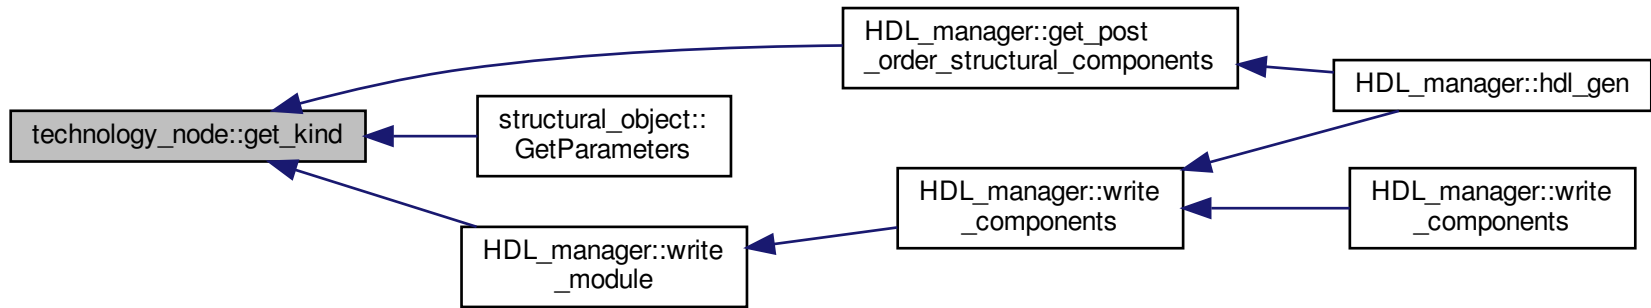 technology_node::get_kind
HDL_manager::get_post
_order_structural_components
structural_object::
GetParameters
HDL_manager::write
_module
HDL_manager::write
_components
HDL_manager::hdl_gen
HDL_manager::write
_components